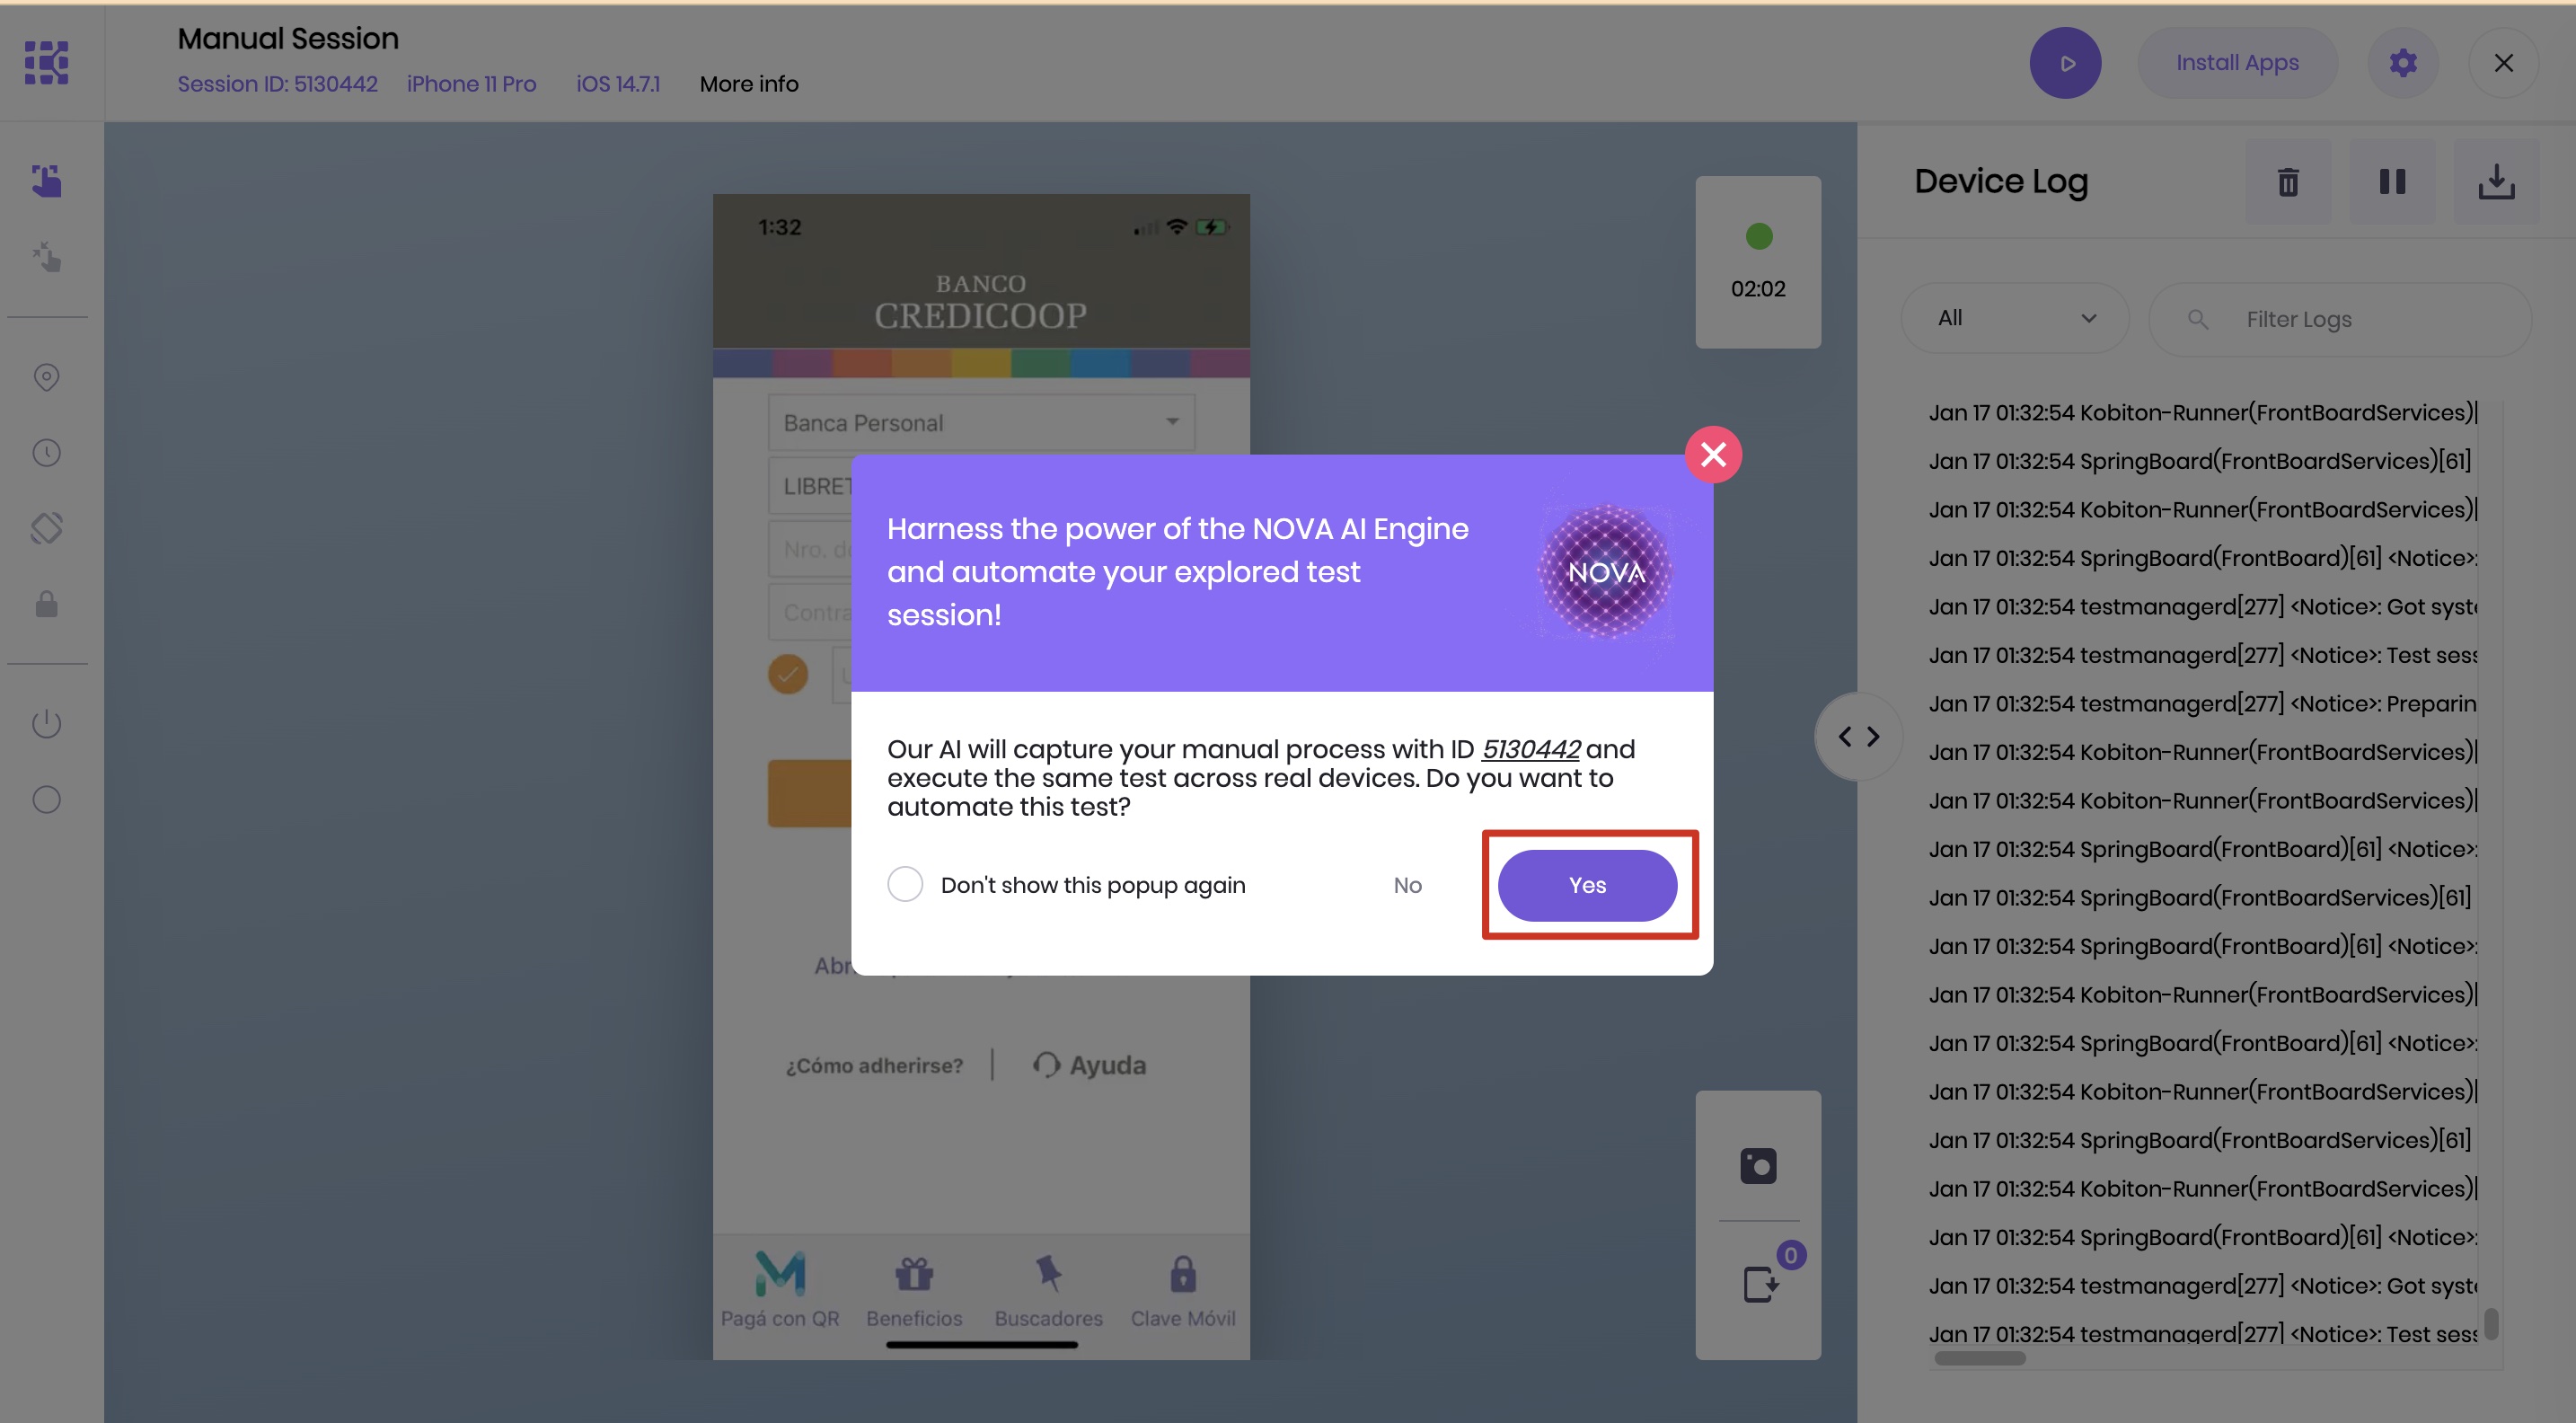 Manual Session
Session ID: 5130442 iPhone 11 Pro iOS 14.7.1 More info
Install Apps
1:32
BANCO
CREDICOOP
Banca Personal
LIBRET
Nro. d
Contra
Abr
¿Cómo adherirse? Ayuda
Pagá con QR Beneficios Buscadores Clave Móvil
02:02
0
Harness the power of the NOVA AI Engine
and automate your explored test
session!
NOVA
Our AI will capture your manual process with ID 5130442 and
execute the same test across real devices. Do you want to
automate this test?
Don't show this popup again No Yes
Device Log
All Filter Logs
Jan 17 01:32:54 Kobiton-Runner(FrontBoardServices)[
Jan 17 01:32:54 SpringBoard(FrontBoardServices)[61]
Jan 17 01:32:54 Kobiton-Runner(FrontBoardServices)[
Jan 17 01:32:54 SpringBoard(FrontBoard)[61] <Notice>:
Jan 17 01:32:54 testmanagerd[277] <Notice>: Got syst
Jan 17 01:32:54 testmanagerd[277] <Notice>: Test sess
Jan 17 01:32:54 testmanagerd[277] <Notice>: Preparin
Jan 17 01:32:54 Kobiton-Runner(FrontBoardServices)[
Jan 17 01:32:54 Kobiton-Runner(FrontBoardServices)[
Jan 17 01:32:54 SpringBoard(FrontBoard)[61] <Notice>:
Jan 17 01:32:54 SpringBoard(FrontBoardServices)[61]
Jan 17 01:32:54 SpringBoard(FrontBoard)[61] <Notice>:
Jan 17 01:32:54 Kobiton-Runner(FrontBoardServices)[
Jan 17 01:32:54 SpringBoard(FrontBoard)[61] <Notice>:
Jan 17 01:32:54 Kobiton-Runner(FrontBoardServices)[
Jan 17 01:32:54 SpringBoard(FrontBoardServices)[61]
Jan 17 01:32:54 Kobiton-Runner(FrontBoardServices)[
Jan 17 01:32:54 SpringBoard(FrontBoard)[61] <Notice>:
Jan 17 01:32:54 testmanagerd[277] <Notice>: Got syst
Jan 17 01:32:54 testmanagerd[277] <Notice>: Test sess